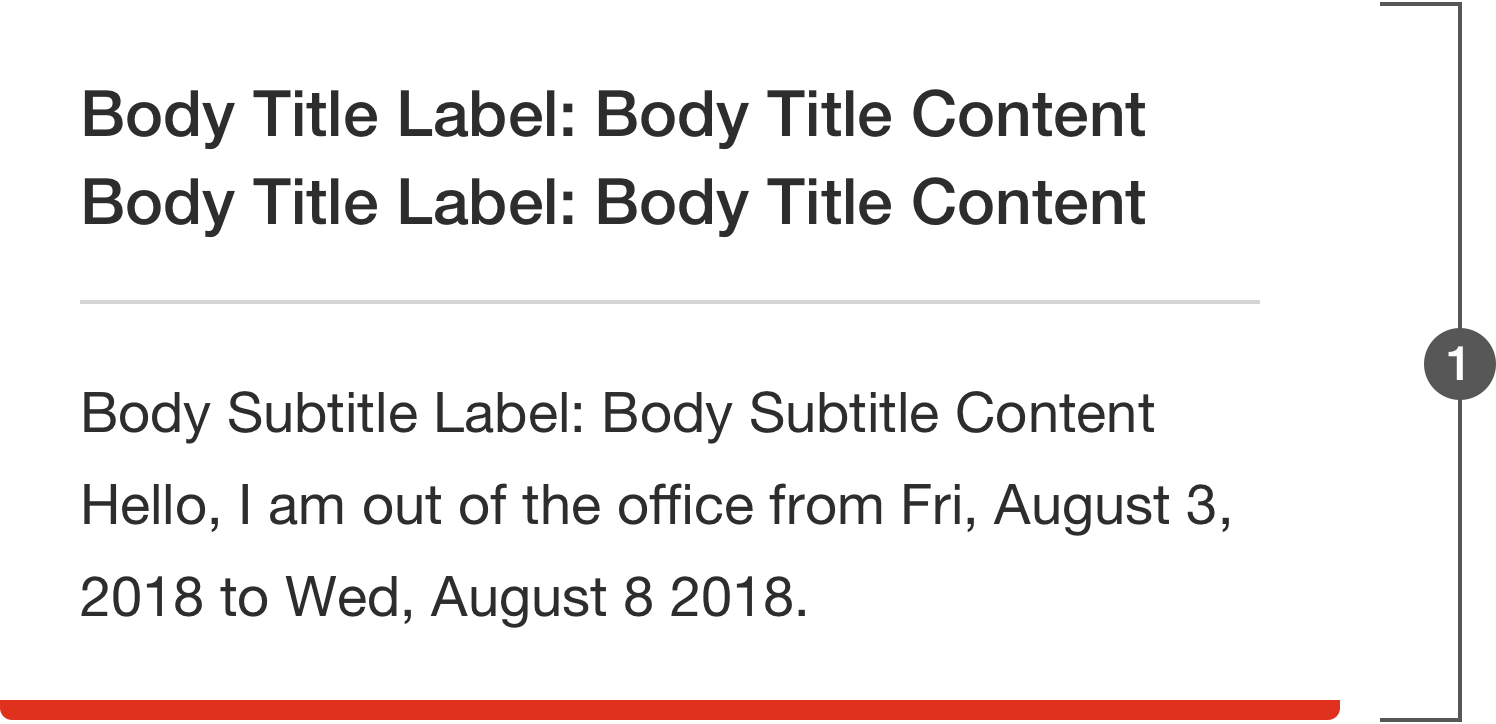 Body Title Label: Body Title Content
Body Title Label: Body Title Content
Body Subtitle Label: Body Subtitle Content
Hello, I am out of the office from Fri, August 3,
2018 to Wed, August 8 2018.
1